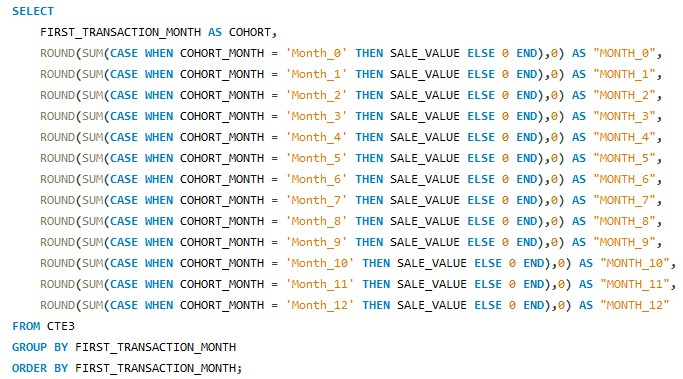 SELECT
FIRST_TRANSACTION_MONTH AS COHORT,
ROUND(SUM(CASE WHEN COHORT_MONTH = 'Month_0' THEN SALE_VALUE ELSE 0 END),0) AS "MONTH_0",
ROUND(SUM(CASE WHEN COHORT_MONTH = 'Month_1' THEN SALE_VALUE ELSE 0 END),0) AS "MONTH_1",
ROUND(SUM(CASE WHEN COHORT_MONTH = 'Month_2' THEN SALE_VALUE ELSE 0 END),0) AS "MONTH_2",
ROUND(SUM(CASE WHEN COHORT_MONTH = 'Month_3' THEN SALE_VALUE ELSE 0 END),0) AS "MONTH_3",
ROUND(SUM(CASE WHEN COHORT_MONTH = 'Month_4' THEN SALE_VALUE ELSE 0 END),0) AS "MONTH_4",
ROUND(SUM(CASE WHEN COHORT_MONTH = 'Month_5' THEN SALE_VALUE ELSE 0 END),0) AS "MONTH_5",
ROUND(SUM(CASE WHEN COHORT_MONTH = 'Month_6' THEN SALE_VALUE ELSE 0 END),0) AS "MONTH_6",
ROUND(SUM(CASE WHEN COHORT_MONTH = 'Month_7' THEN SALE_VALUE ELSE 0 END),0) AS "MONTH_7",
ROUND(SUM(CASE WHEN COHORT_MONTH = 'Month_8' THEN SALE_VALUE ELSE 0 END),0) AS "MONTH_8",
ROUND(SUM(CASE WHEN COHORT_MONTH = 'Month_9' THEN SALE_VALUE ELSE 0 END),0) AS "MONTH_9",
ROUND(SUM(CASE WHEN COHORT_MONTH = 'Month_10' THEN SALE_VALUE ELSE 0 END),0) AS "MONTH_10",
ROUND(SUM(CASE WHEN COHORT_MONTH = 'Month_11' THEN SALE_VALUE ELSE 0 END),0) AS "MONTH_11",
ROUND(SUM(CASE WHEN COHORT_MONTH = 'Month_12' THEN SALE_VALUE ELSE 0 END),0) AS "MONTH_12"
FROM CTE3
GROUP BY FIRST_TRANSACTION_MONTH
ORDER BY FIRST_TRANSACTION_MONTH;